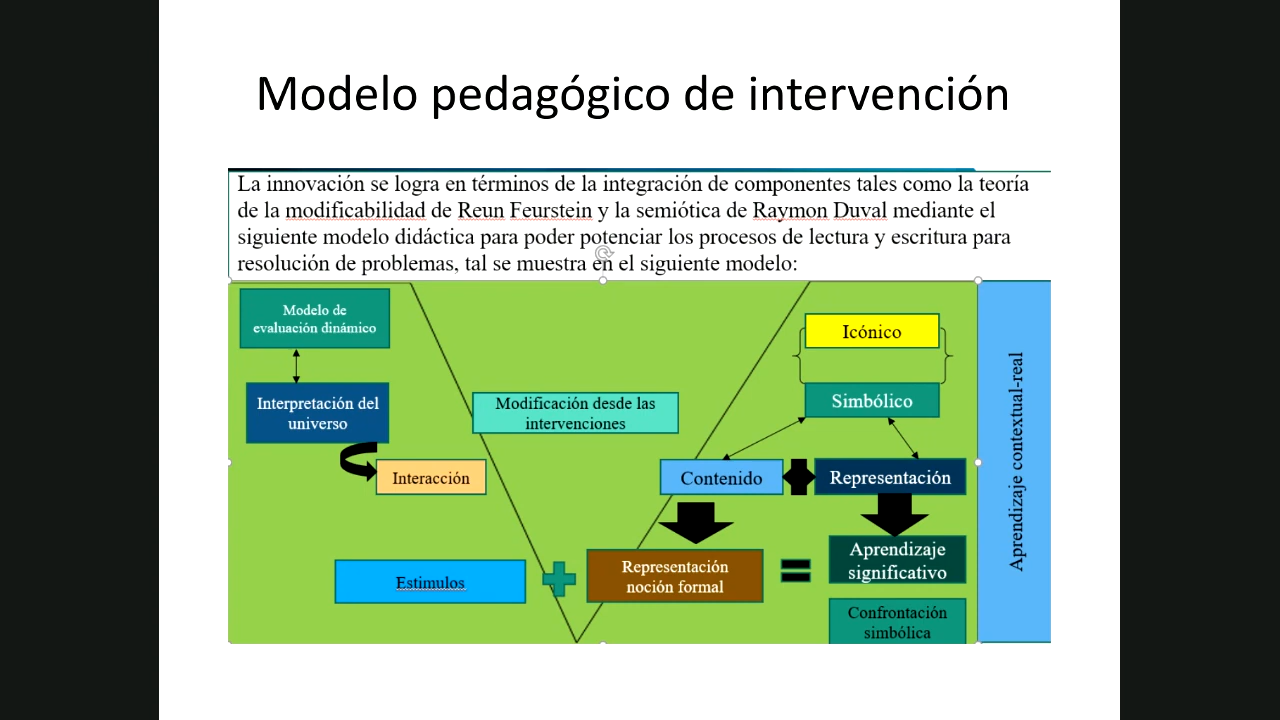 Modelo pedagógico de intervención
La innovación se logra en términos de la integración de componentes tales como la teoría
de la modificabilidad de Reun Feurstein y la semiótica de Raymon Duval mediante el
siguiente modelo didáctica para poder potenciar los procesos de lectura y escritura para
resolución de problemas, tal se muestra en el siguiente modelo:
Modelo de
evaluación dinámico
Interpretación del
universo
Interacción
Modificación desde las
intervenciones
Icónico
Simbólico
Contenido
Representación
Estimulos
Representación
noción formal
Aprendizaje
significativo
Confrontación
simbólica
Aprendizaje contextual-real